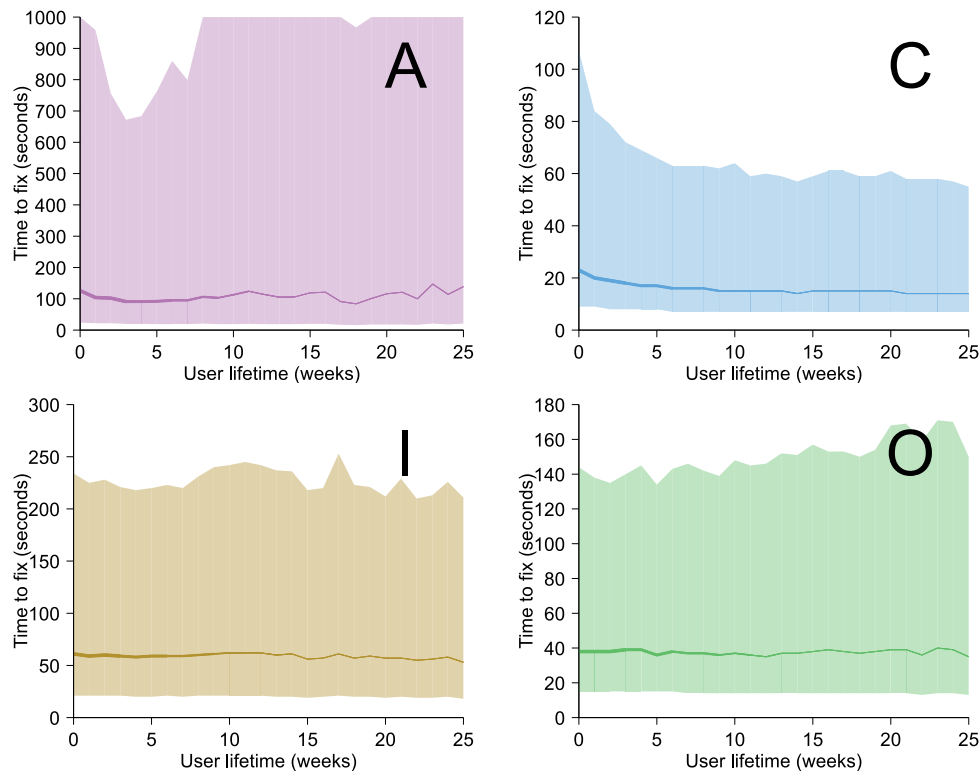 A
Time to fix (seconds)
1000
900
800
700
600
500
400
300
200
100
0
0 5 10 15 20 25
User lifetime (weeks)
C
Time to fix (seconds)
120
100
80
60
40
20
0
0 5 10 15 20 25
User lifetime (weeks)
I
Time to fix (seconds)
300
250
200
150
100
50
0
0 5 10 15 20 25
User lifetime (weeks)
O
Time to fix (seconds)
180
160
140
120
100
80
60
40
20
0
0 5 10 15 20 25
User lifetime (weeks)